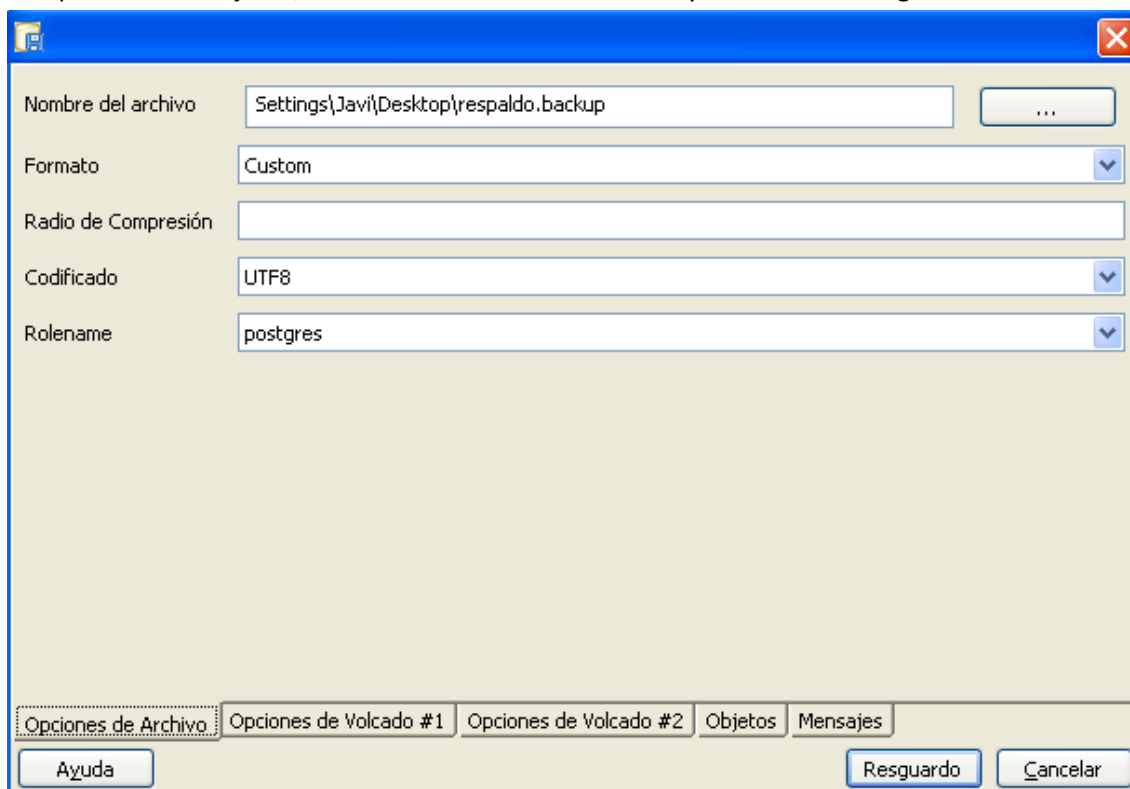 Nombre del archivo Settings\Javi\Desktop\respaldo.backup ...
Formato Custom
Radio de Compresión
Codificado UTF8
Rolename postgres
Opciones de Archivo Opciones de Volcado #1 Opciones de Volcado #2 Objetos Mensajes
Ayuda Resguardo Cancelar